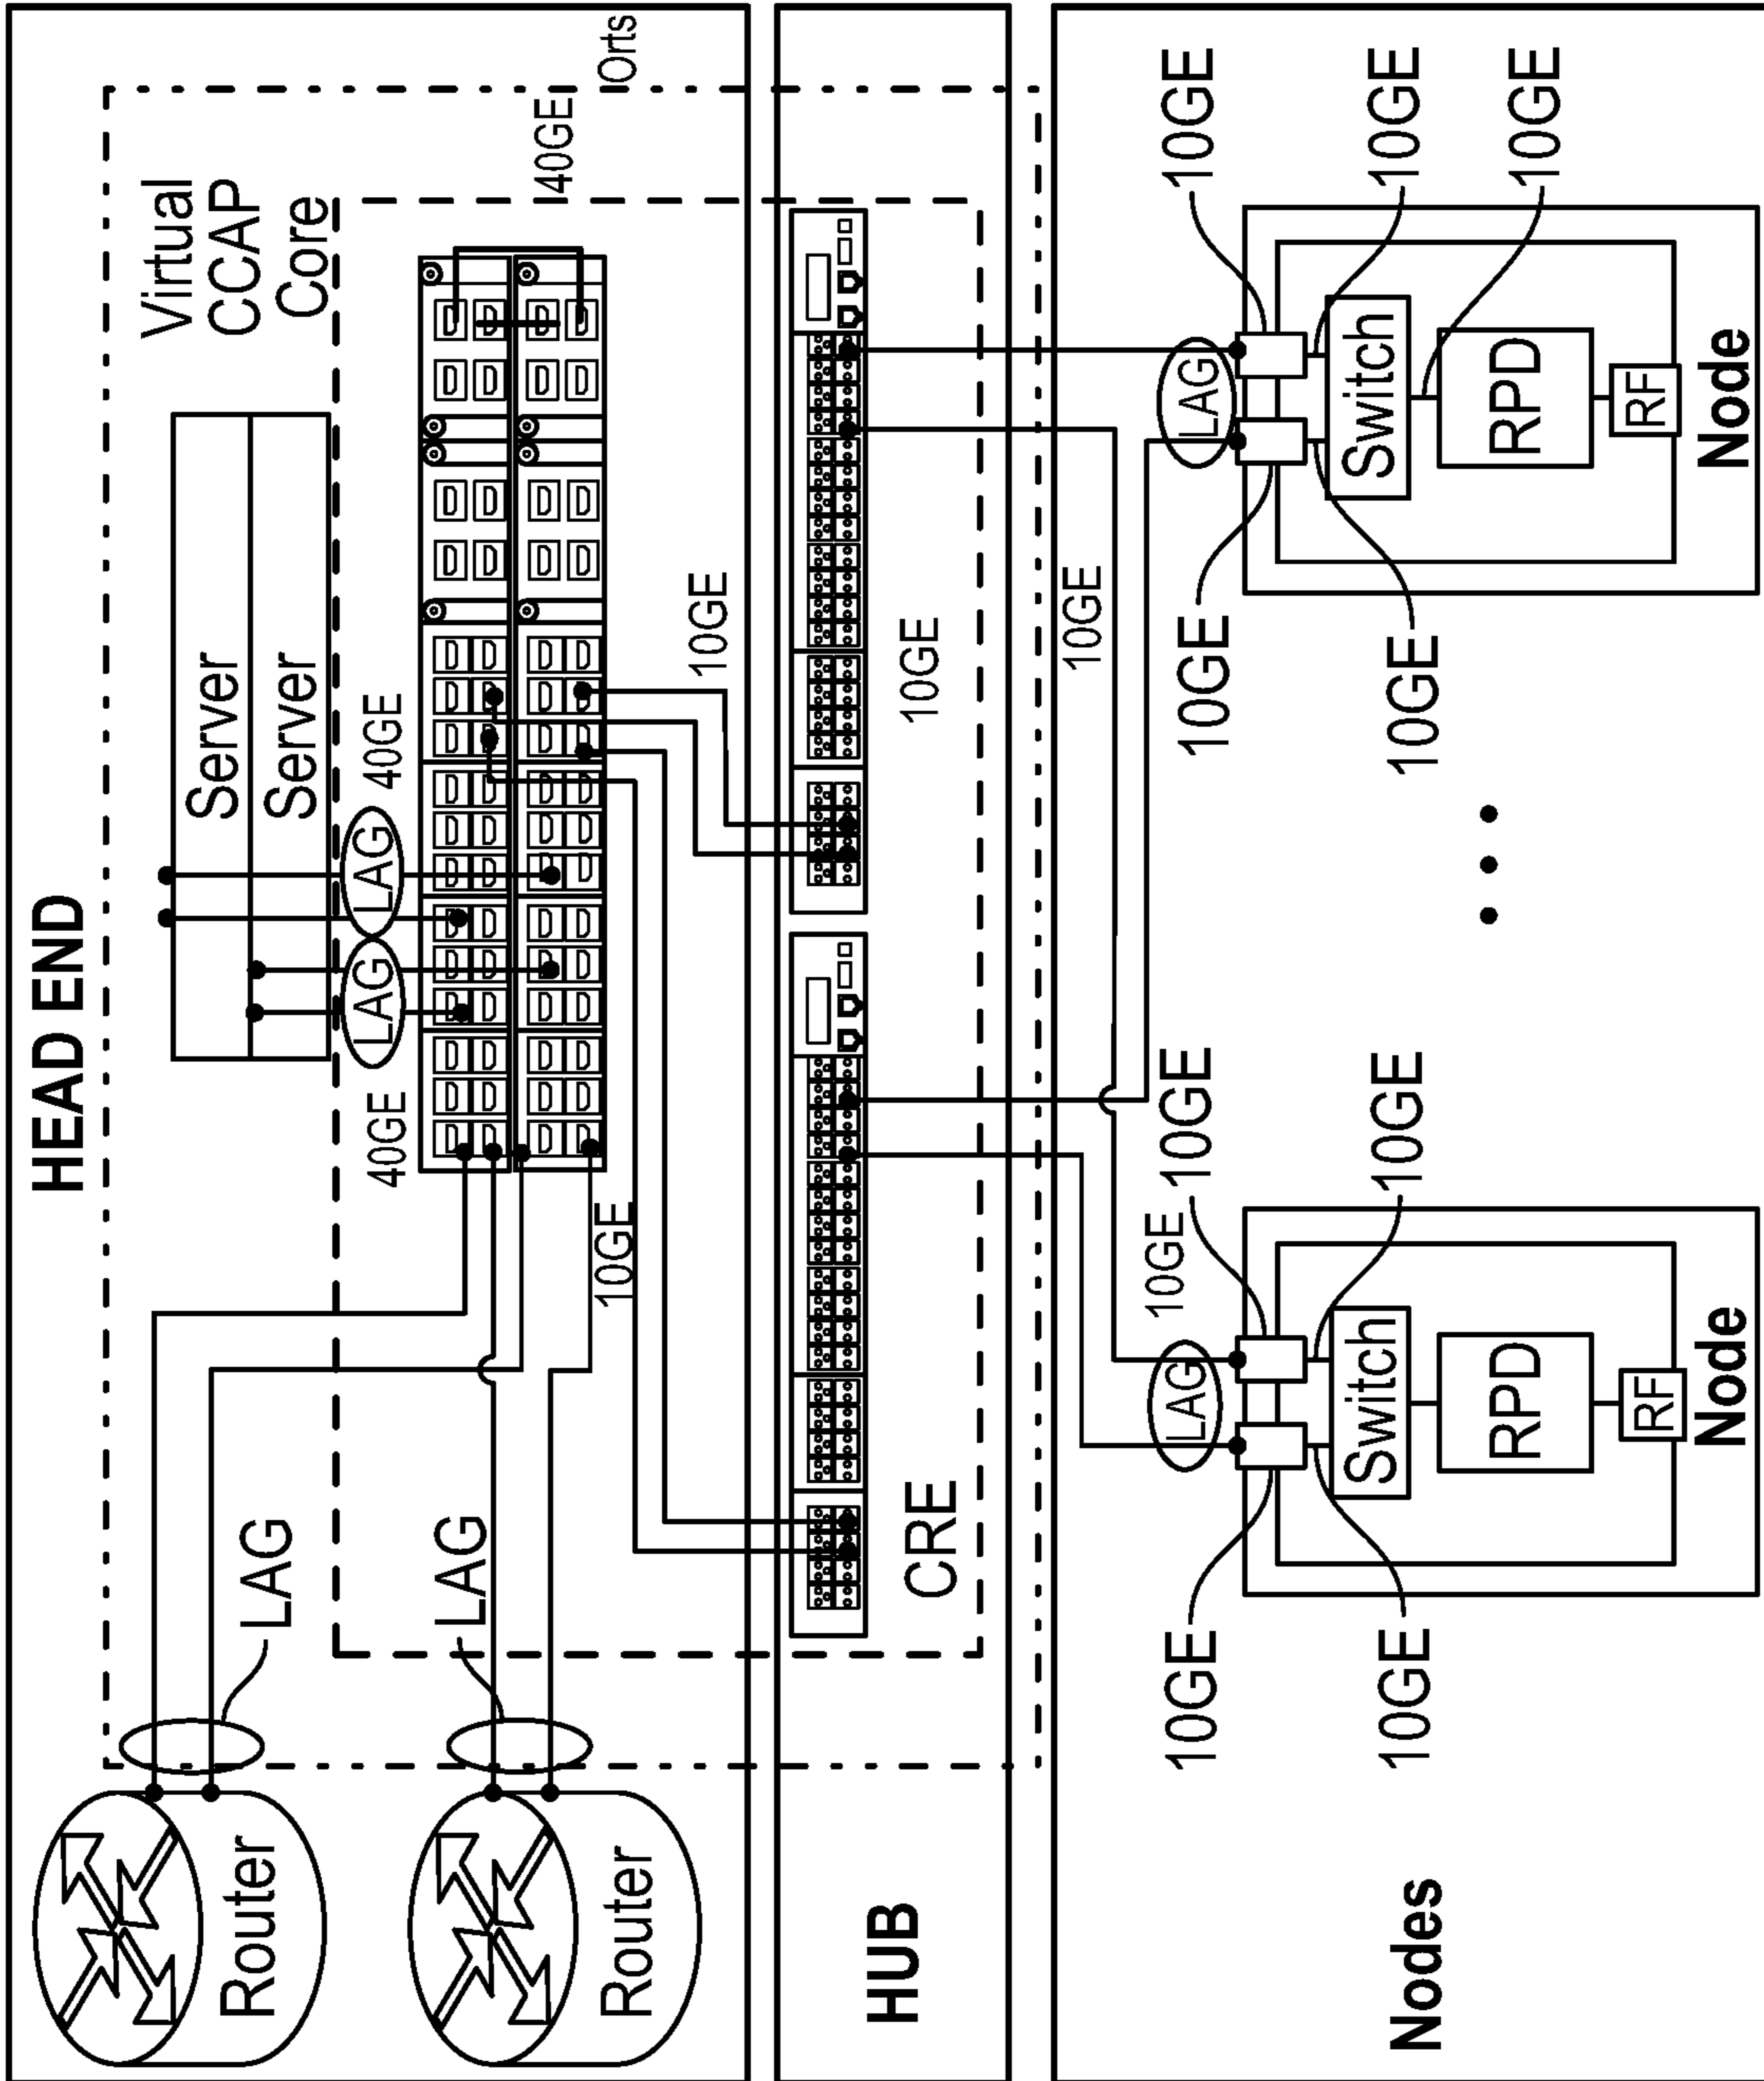 HEAD END
Virtual
CCAP
Core
Server
Server
Router
LAG
40GE
LAG
LAG
40GE
40GE
Orts
LAG
Router
10GE
10GE
HUB
CRE
10GE
10GE
LAG
10GE
LAG
10GE
10GE
10GE
10GE
10GE
10GE
10GE
10GE
10GE
Switch
Switch
Nodes
RPD
RPD
RF
RF
Node
Node